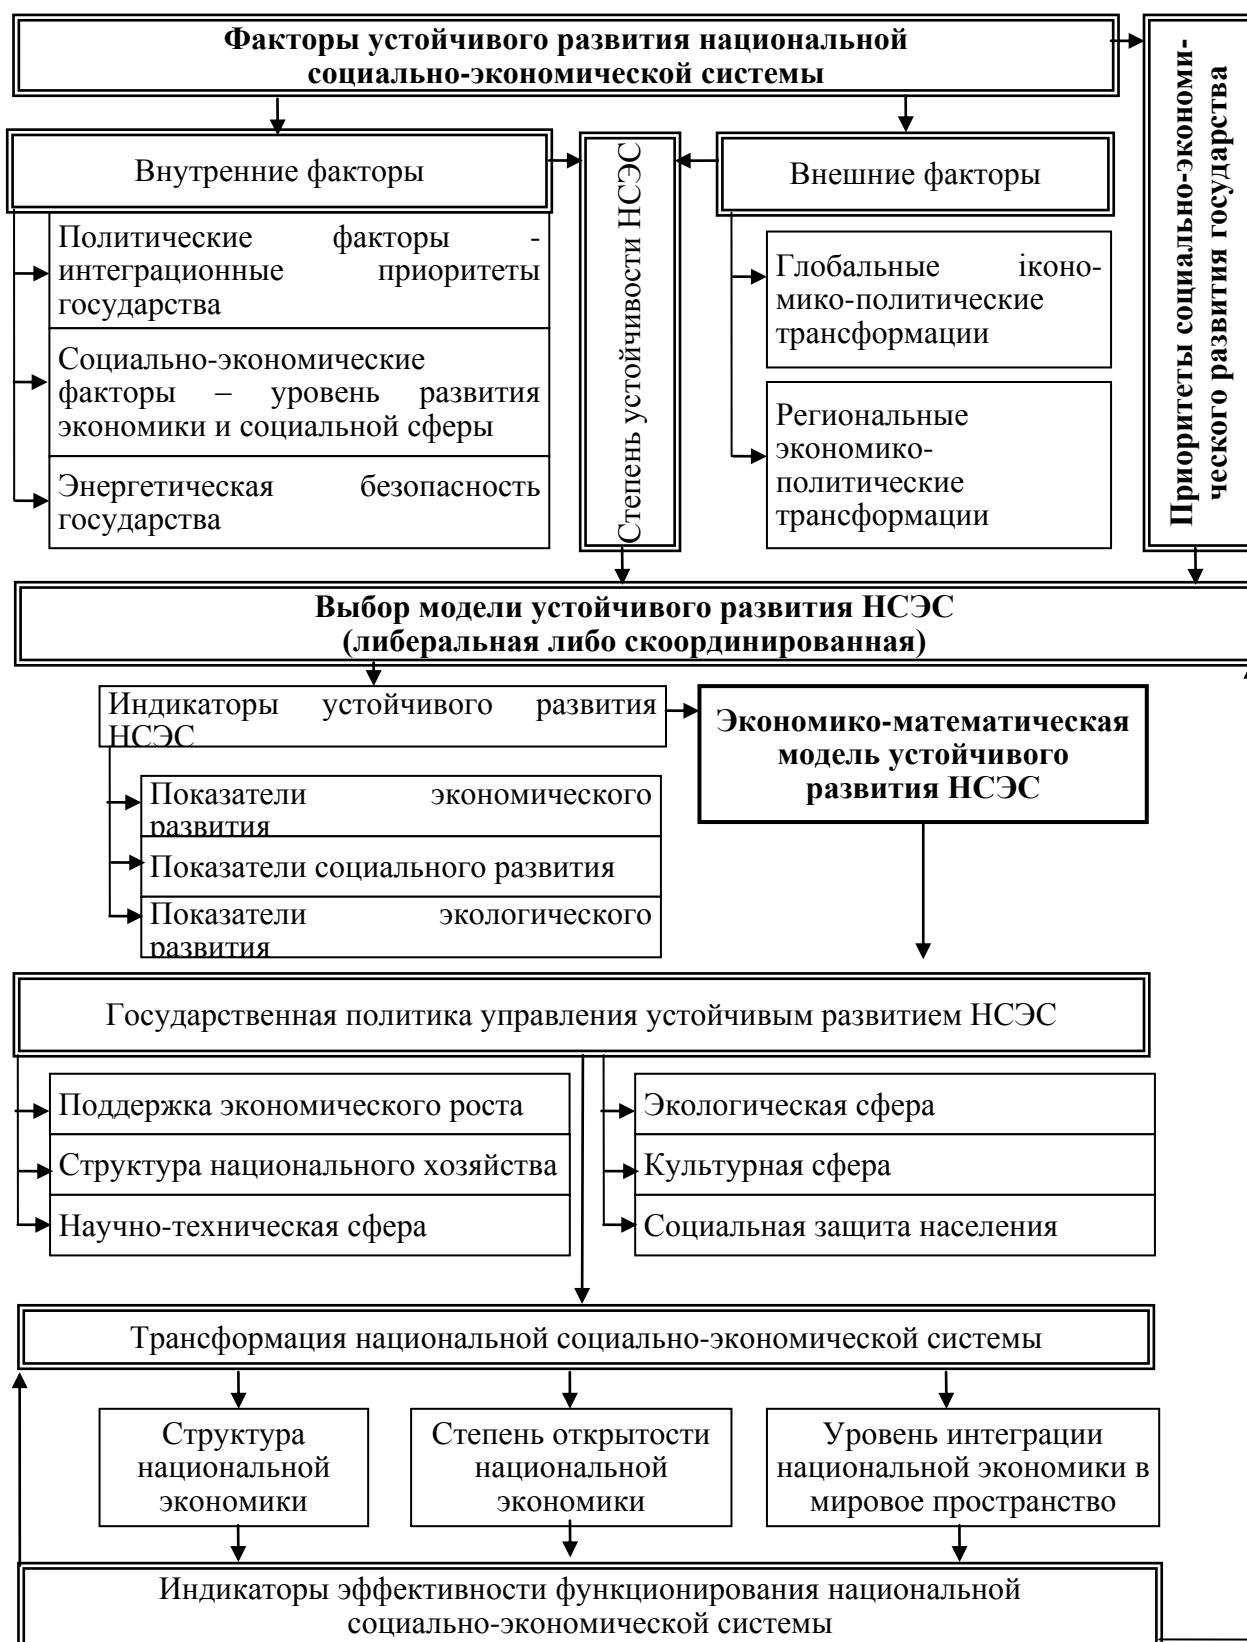 Факторы устойчивого развития национальной
социально-экономической системы
Приоритеты социально-экономи-
ческого развития государства
Внутренние факторы
Степень устойчивости НСЭС
Внешние факторы
Политические факторы -
интеграционные приоритеты
государства
Социально-экономические
факторы – уровень развития
экономики и социальной сферы
Энергетическая безопасность
государства
Глобальные іконо-
мико-политические
трансформации
Региональные
экономико-
политические
трансформации
Выбор модели устойчивого развития НСЭС
(либеральная либо скоординированная)
Индикаторы устойчивого развития
НСЭС
Экономико-математическая
модель устойчивого
развития НСЭС
Показатели экономического
развития
Показатели социального развития
Показатели экологического
развития
Государственная политика управления устойчивым развитием НСЭС
Поддержка экономического роста
Структура национального хозяйства
Научно-техническая сфера
Экологическая сфера
Культурная сфера
Социальная защита населения
Трансформация национальной социально-экономической системы
Структура
национальной
экономики
Степень открытости
национальной
экономики
Уровень интеграции
национальной экономики в
мировое пространство
Индикаторы эффективности функционирования национальной
социально-экономической системы